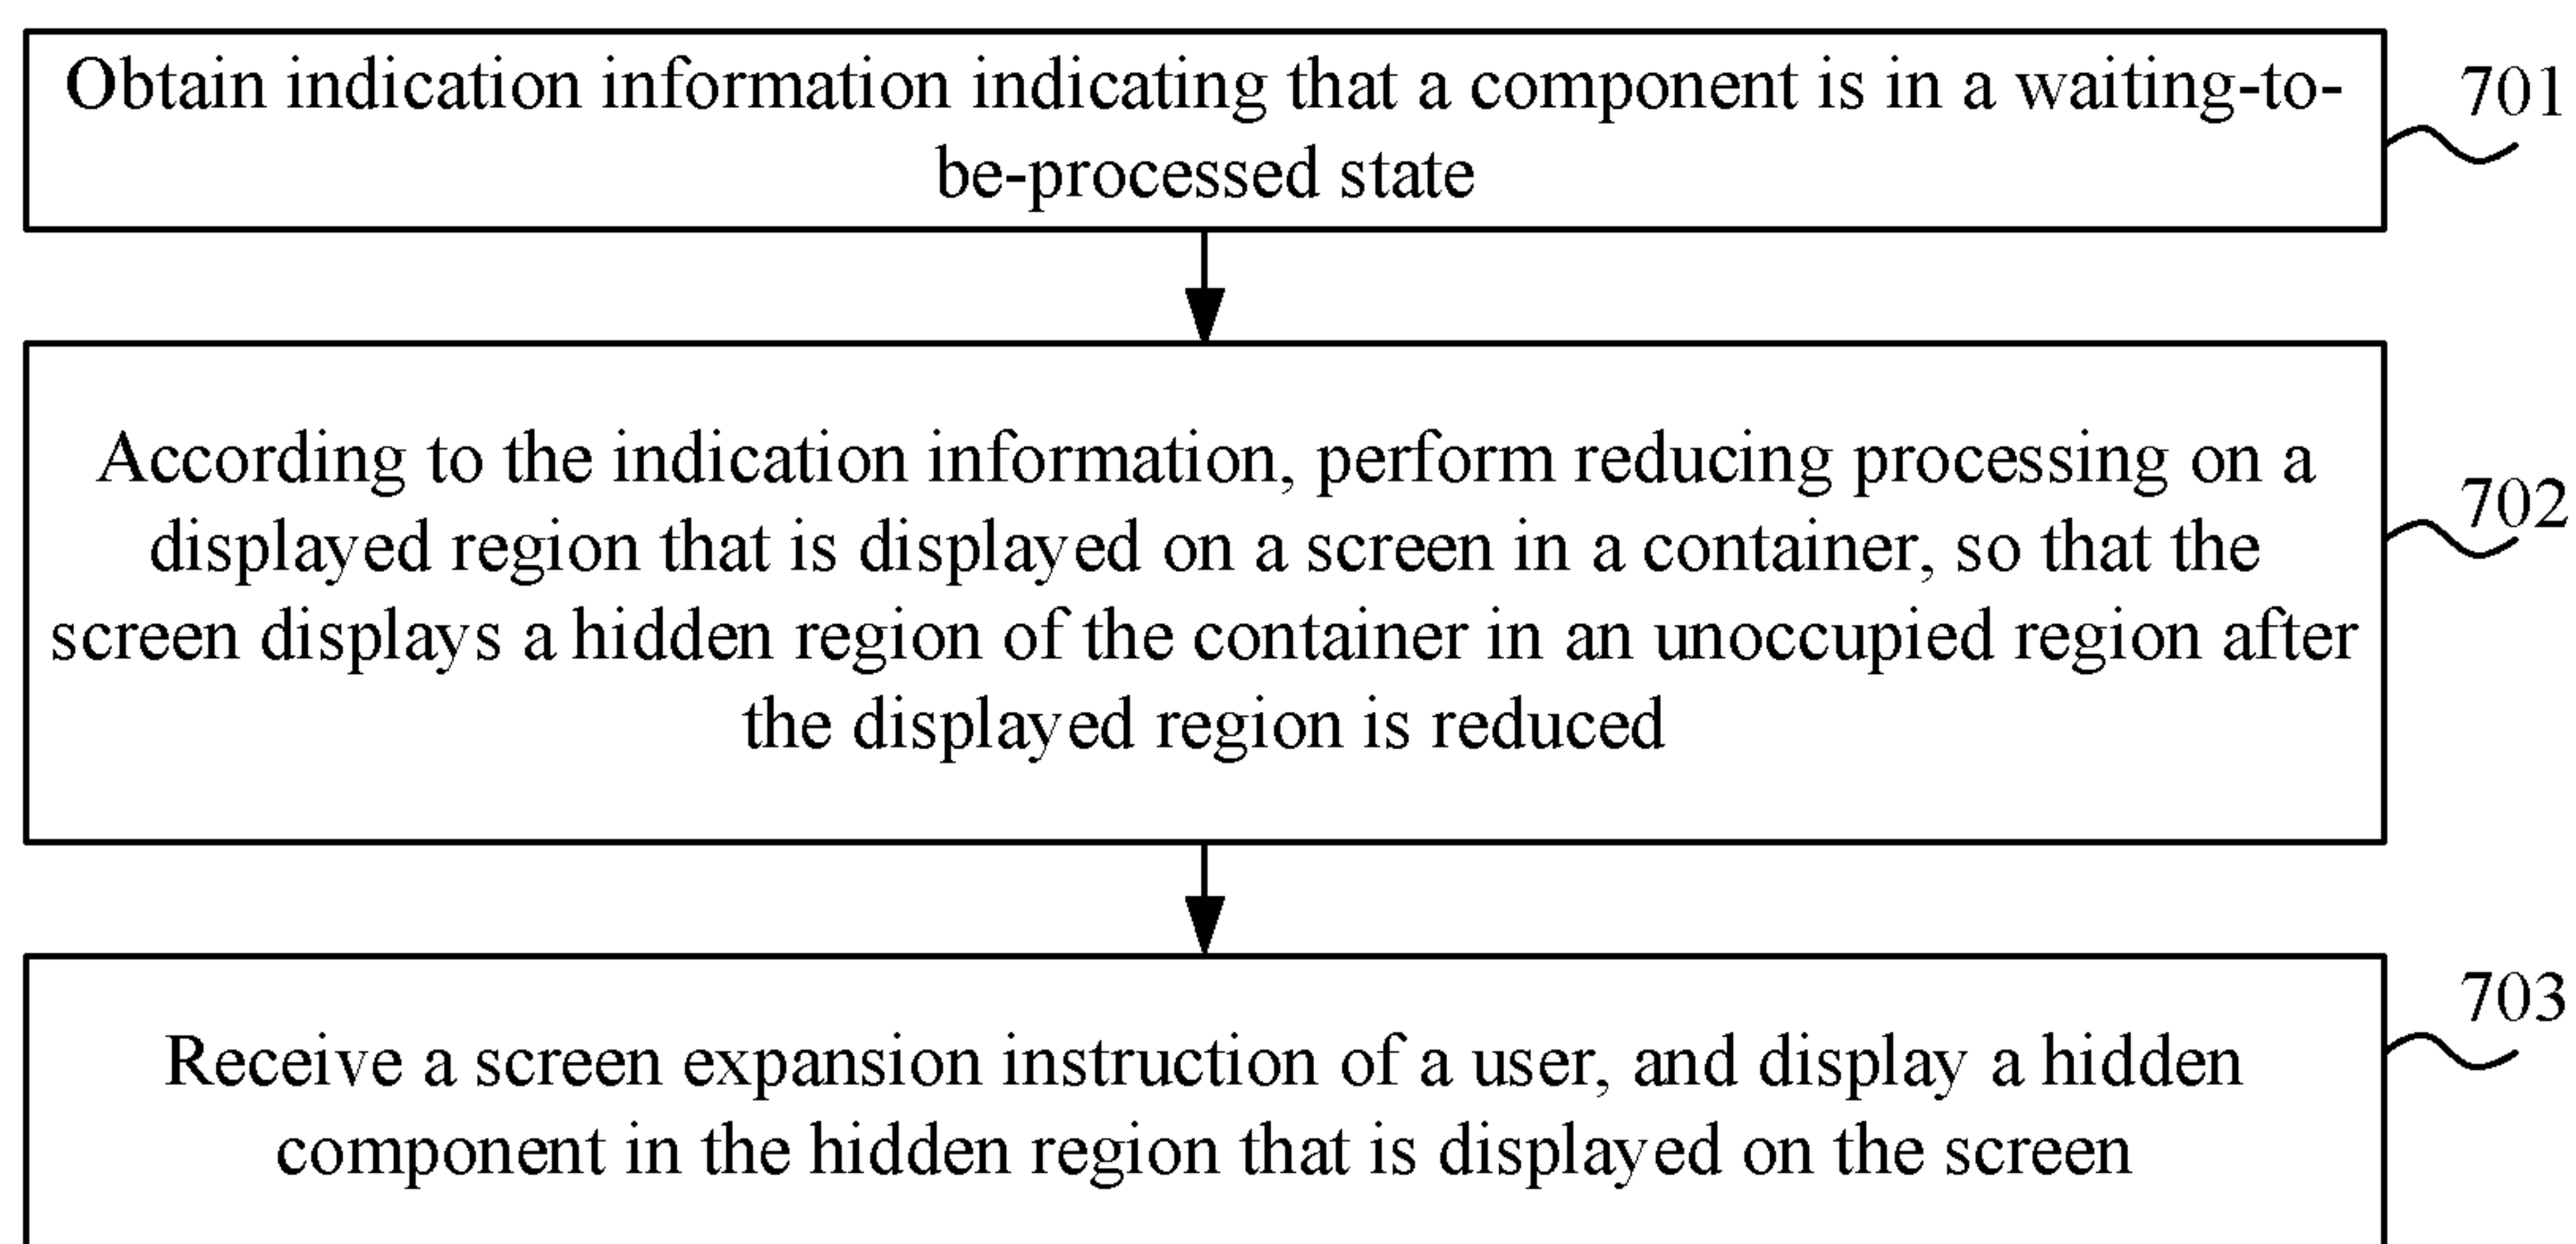 Obtain indication information indicating that a component is in a waiting-to-
be-processed state
701
According to the indication information, perform reducing processing on a
displayed region that is displayed on a screen in a container, so that the
screen displays a hidden region of the container in an unoccupied region after
the displayed region is reduced
702
Receive a screen expansion instruction of a user, and display a hidden
component in the hidden region that is displayed on the screen
703